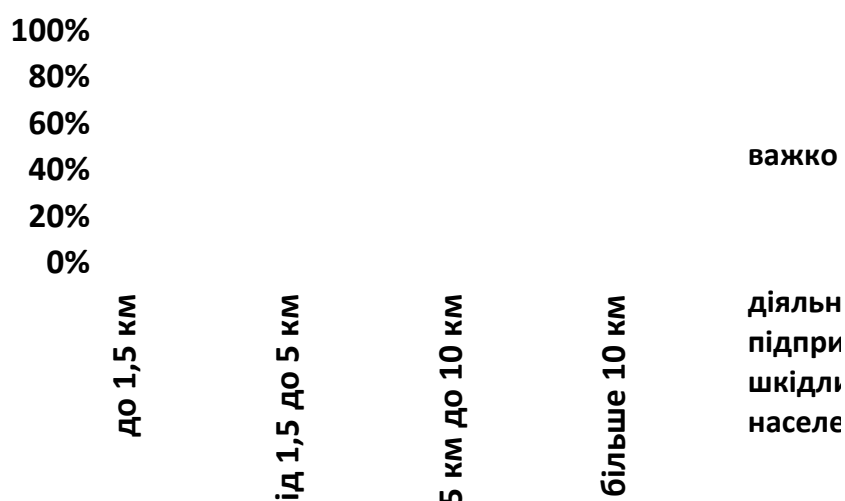 100%
80%
60%
40%
20%
0%
до 1,5 км
ід 1,5 до 5 км
5 км до 10 км
більше 10 км
важко
діяльн
підпри
шкідли
населе